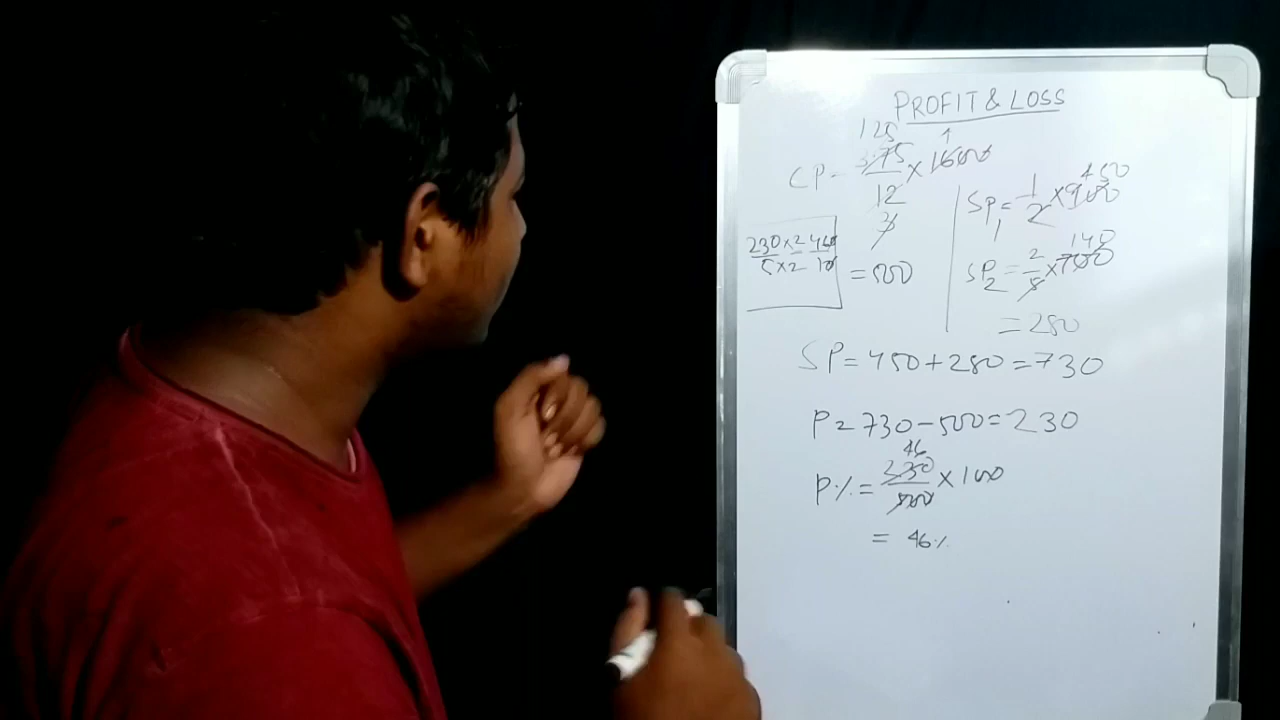 PROFIT & LOSS
125
CP = 375/12 × 1600
3
4
= 500
230×2/5×2 = 460/10
SP1 = 1/2 × 900
450
SP2 = 2/5 × 700
140
= 280
SP = 450 + 280 = 730
P = 730 - 500 = 230
46
P% = 230/500 × 100
= 46%